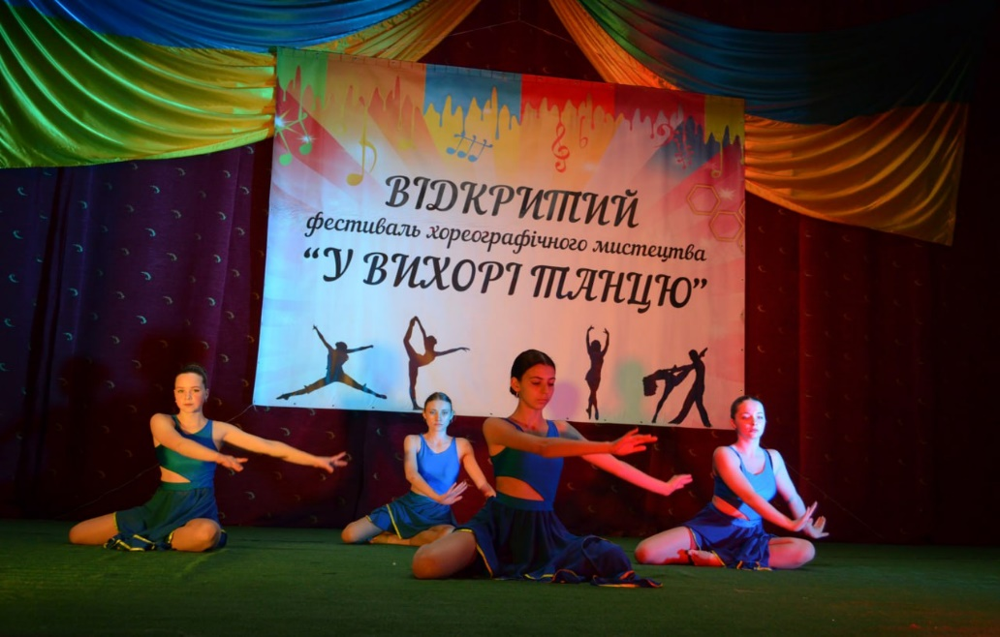 ВІДКРИТИЙ
фестиваль хореографічного мистецтва
“У ВИХОРІ ТАНЦЮ”